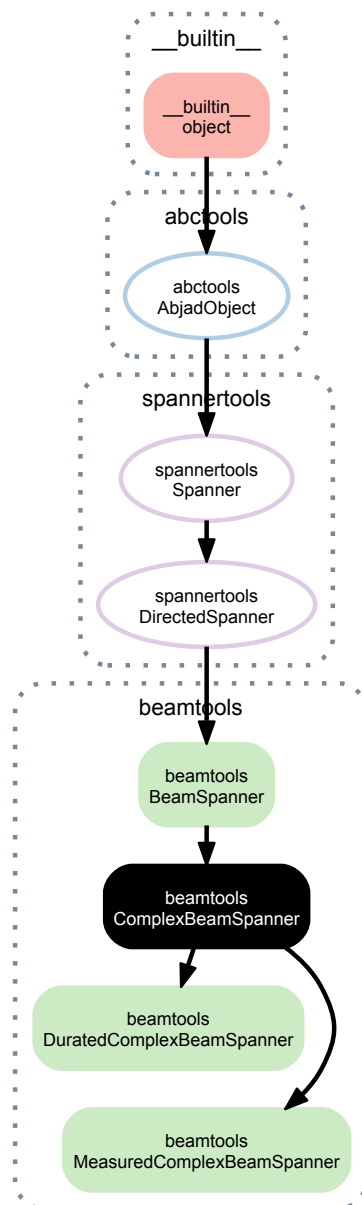 __builtin__
__builtin__
object
abctools
abctools
AbjadObject
spannertools
spannertools
Spanner
spannertools
DirectedSpanner
beamtools
beamtools
BeamSpanner
beamtools
ComplexBeamSpanner
beamtools
DuratedComplexBeamSpanner
beamtools
MeasuredComplexBeamSpanner